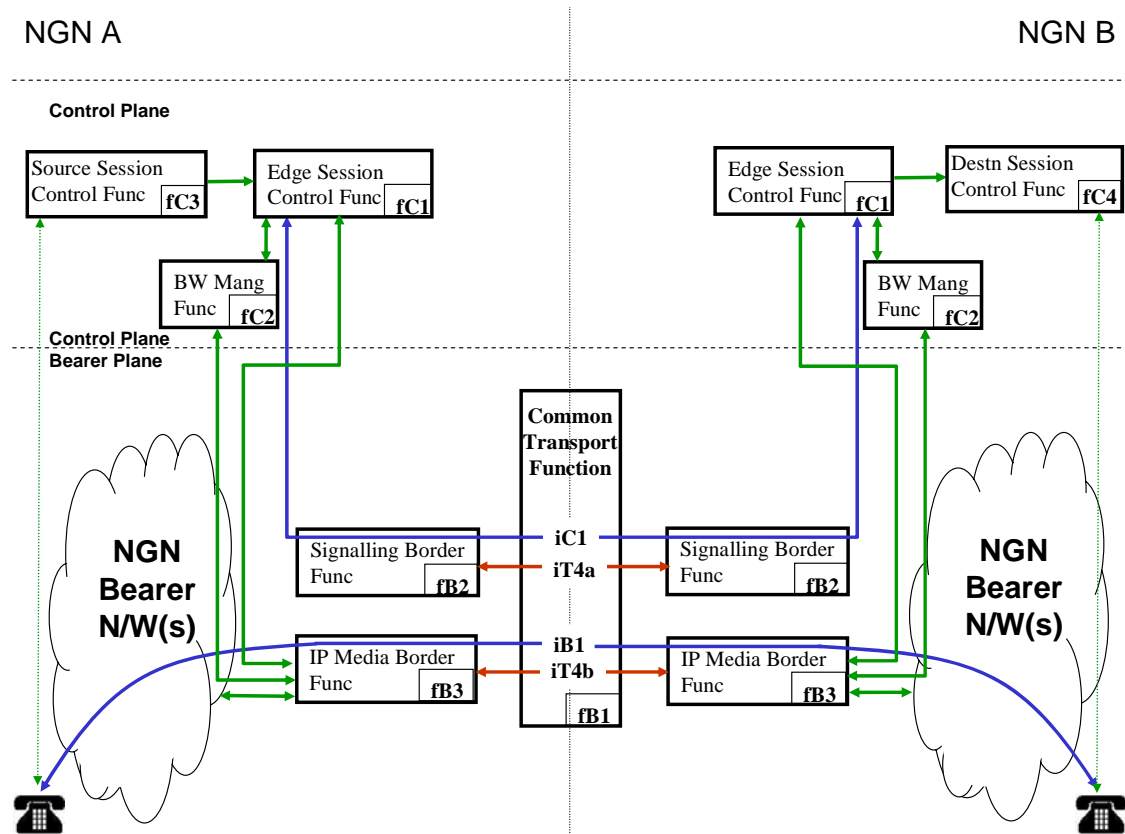 NGN A
NGN B
Control Plane
Source Session
Control Func
fC3
Edge Session
Control Func
fC1
Edge Session
Control Func
fC1
Destn Session
Control Func
fC4
BW Mang
Func
fC2
BW Mang
Func
fC2
Control Plane
Bearer Plane
Common
Transport
Function
NGN
Bearer
N/W(s)
NGN
Bearer
N/W(s)
Signalling Border
Func
fB2
iC1
iT4a
Signalling Border
Func
fB2
IP Media Border
Func
fB3
iB1
iT4b
fB1
IP Media Border
Func
fB3